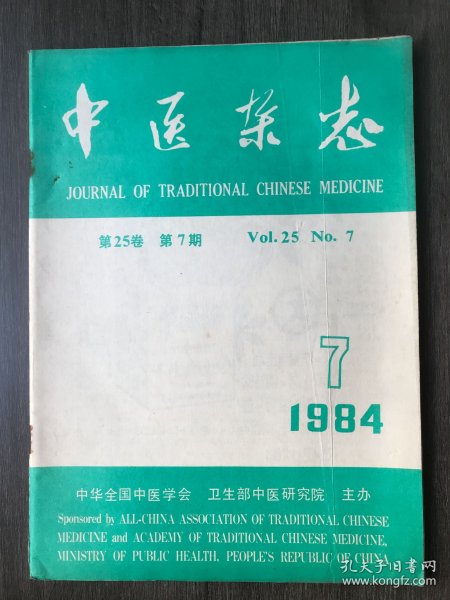 中医杂志
JOURNAL OF TRADITIONAL CHINESE MEDICINE
第25卷 第7期 Vol. 25 No. 7
7
1984
中华全国中医学会 卫生部中医研究院 主办
Sponsored by ALL-CHINA ASSOCIATION OF TRADITIONAL CHINESE
MEDICINE and ACADEMY OF TRADITIONAL CHINESE MEDICINE,
MINISTRY OF PUBLIC HEALTH, PEOPLE'S REPUBLIC OF CHINA
孔夫子旧书网
www.kongfz.com